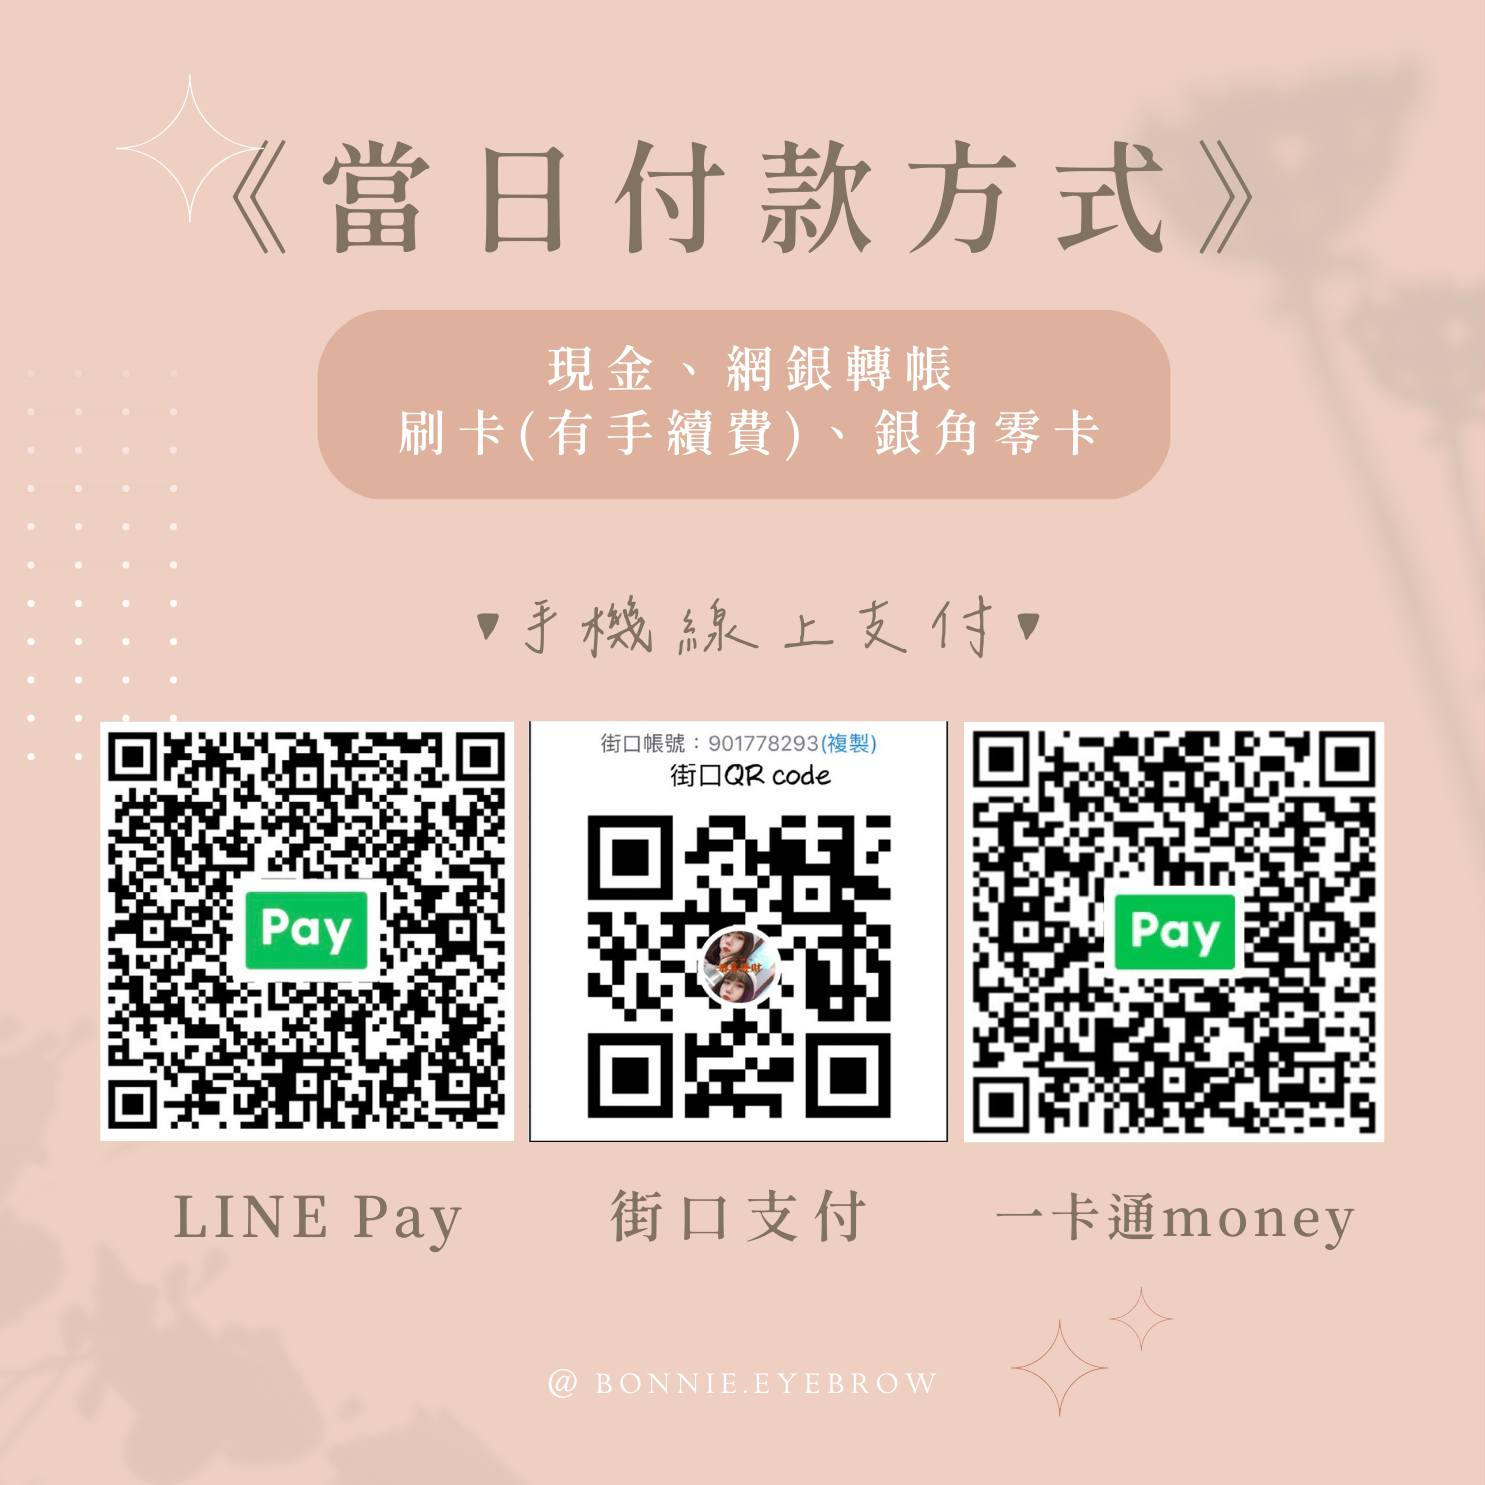 《當日付款方式》
現金、網銀轉帳
刷卡(有手續費)、銀角零卡
手機線上支付
街口帳號：901778293(複製)
街口QR code
Pay
Pay
LINE Pay
街口支付
一卡通money
@ BONNIE.EYEBROW